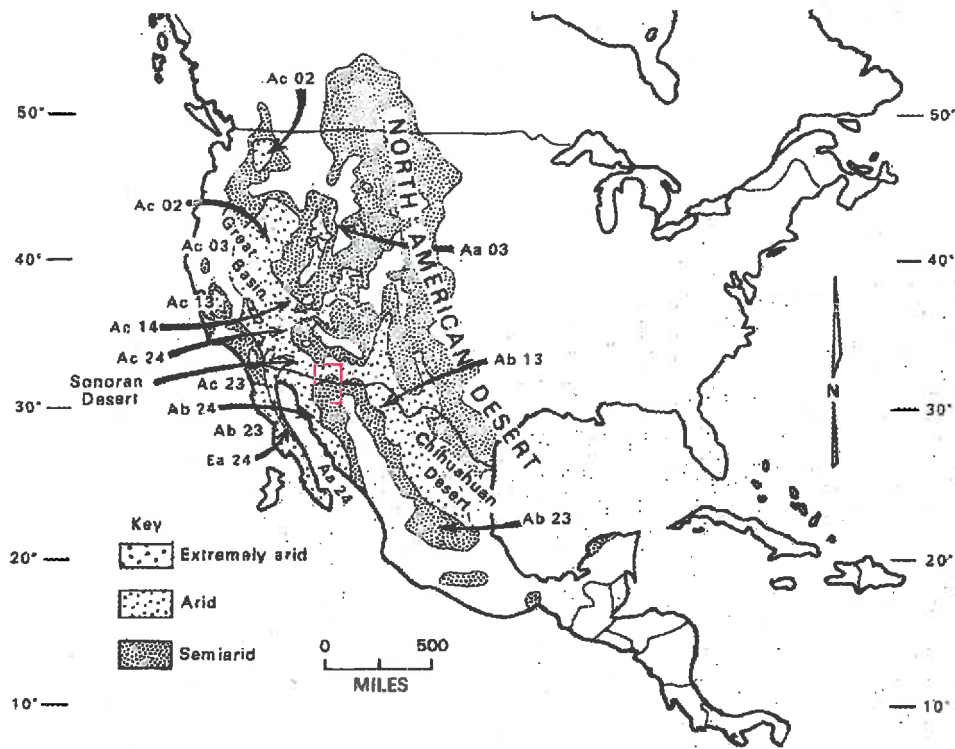 Ac 02
50°
50°
NORTH AMERICAN DESERT
Ac 02
Great
Basin
Ac 03
Aa 03
40°
40°
Ac 13
Ac 14
Ac 24
Ab 13
Sonoran
Desert
Ac 23
N
30°
30°
Ab 24
Ab 23
Chihuahuan
Desert
Ea 24
Aa 24
Ab 23
Key
Extremely arid
20°
20°
Arid
0 500
Semiarid
MILES
10°
10°